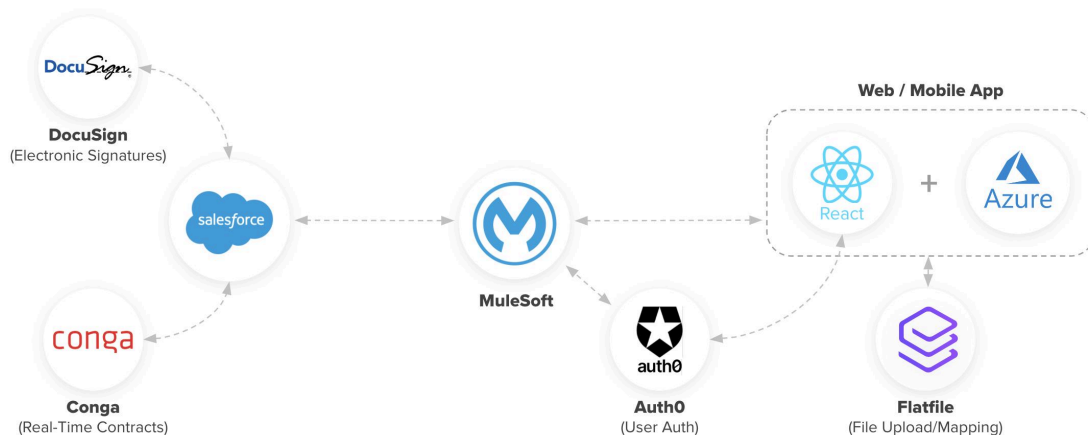 DocuSign
DocuSign
(Electronic Signatures)
salesforce
conga
Conga
(Real-Time Contracts)
MuleSoft
auth0
Auth0
(User Auth)
Web / Mobile App
React
+
Azure
Flatfile
(File Upload/Mapping)